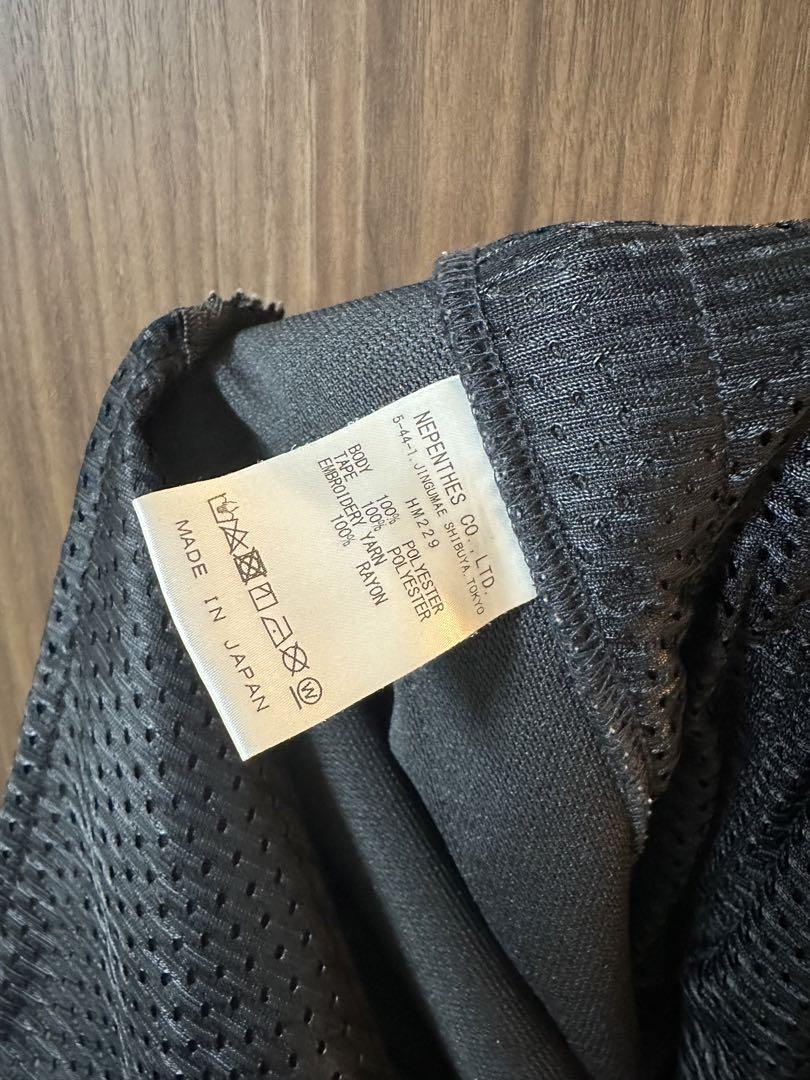 NEPENTHES CO., LTD.
5-44-1, JINGUMAE SHIBUYA, TOKYO
HM229
BODY 100% POLYESTER
TAPE 100% POLYESTER
EMBROIDERY YARN
100% RAYON
W
MADE IN JAPAN